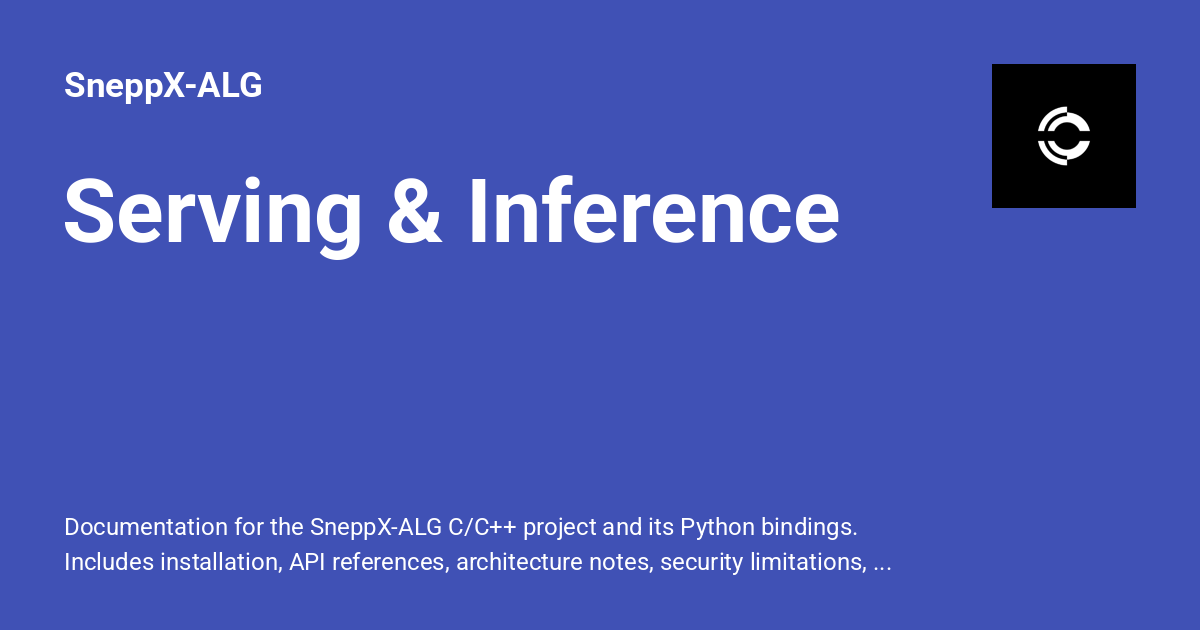 SneppX-ALG
Serving & Inference
Documentation for the SneppX-ALG C/C++ project and its Python bindings.
Includes installation, API references, architecture notes, security limitations, ...